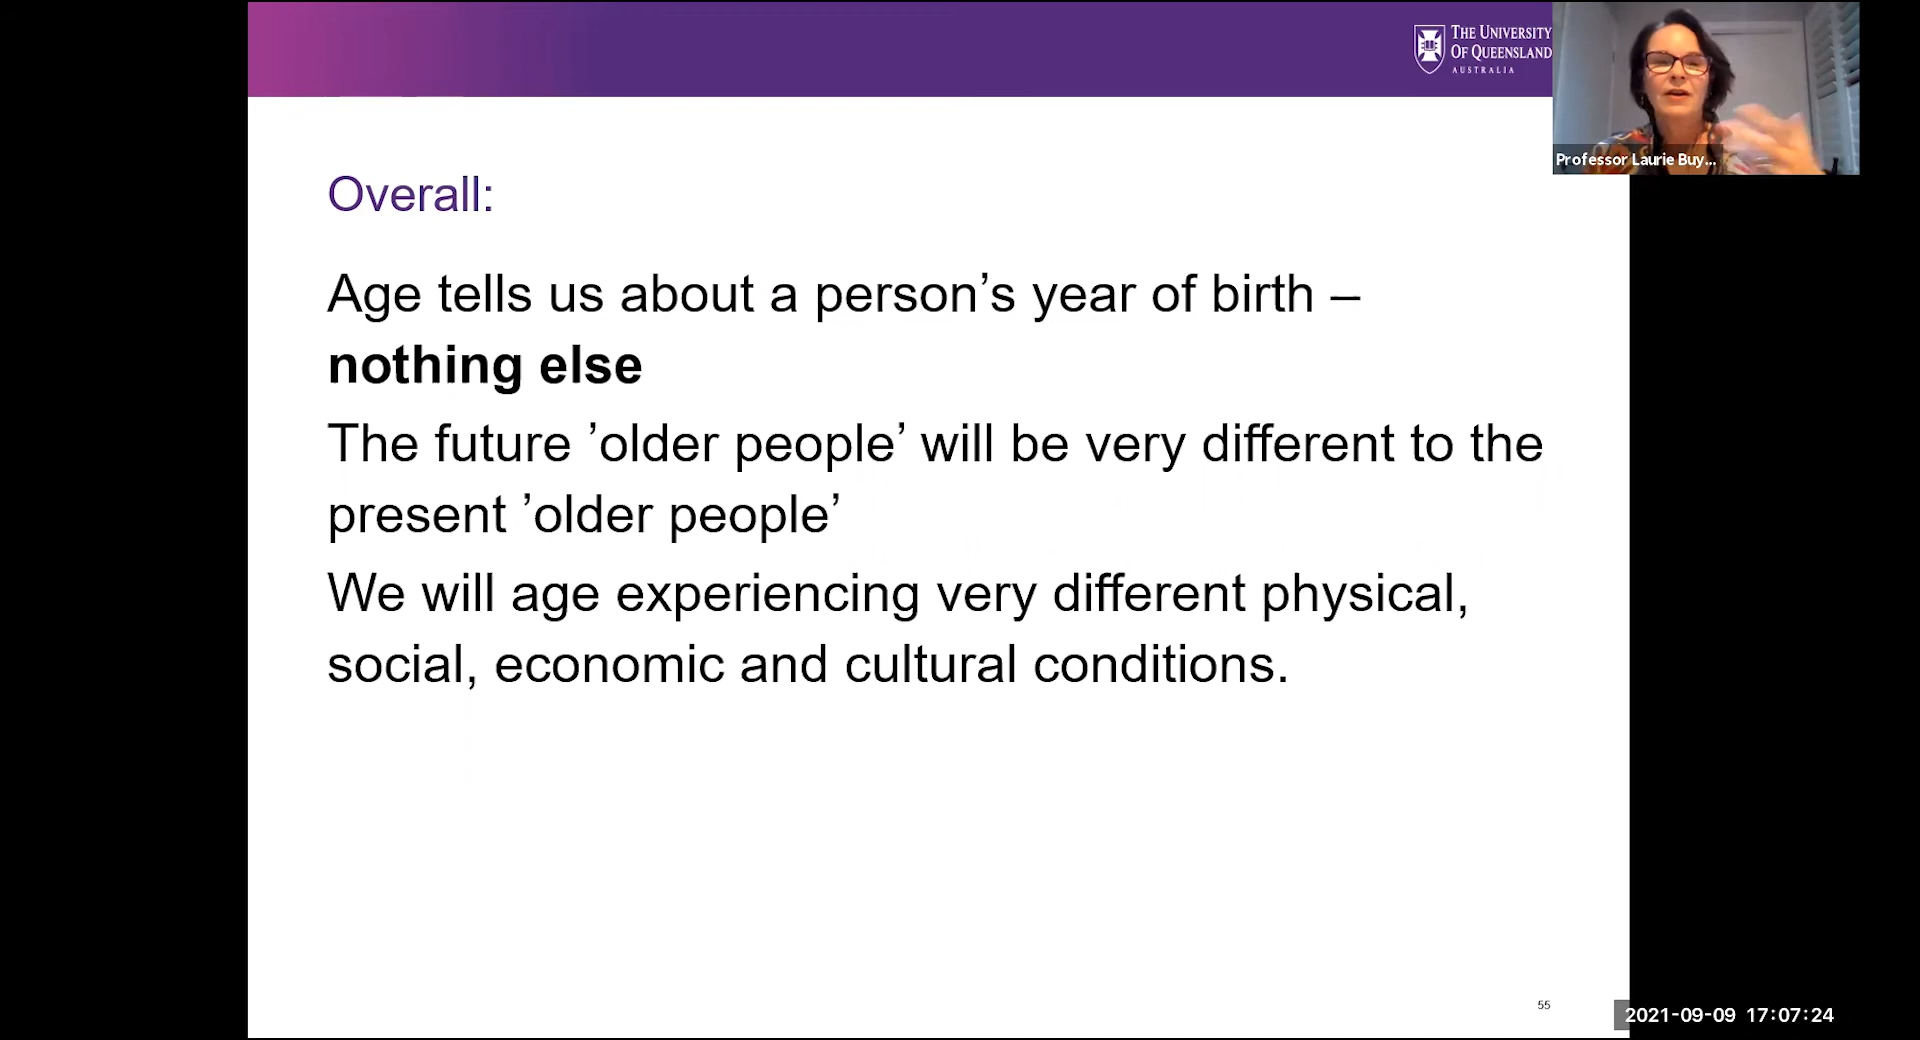 THE UNIVERSITY
OF QUEENSLAND
AUSTRALIA
Professor Laurie Buy...
Overall:
Age tells us about a person’s year of birth –
nothing else
The future ’older people’ will be very different to the
present ’older people’
We will age experiencing very different physical,
social, economic and cultural conditions.
55
2021-09-09 17:07:24